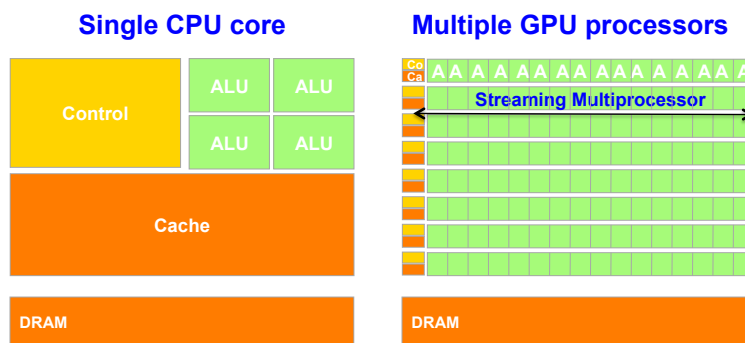 Single CPU core
Multiple GPU processors
Control
ALU
ALU
ALU
ALU
Cache
DRAM
Co
Ca
A A A A A A A A A A A A A A A A
Streaming Multiprocessor
DRAM